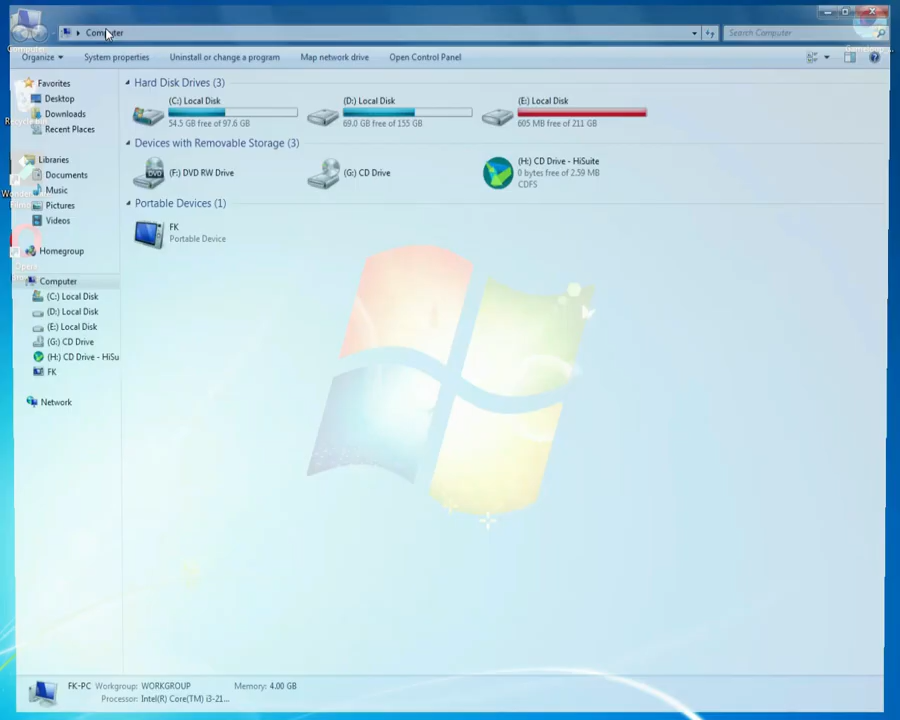 Computer
Search Computer
Organize
System properties
Uninstall or change a program
Map network drive
Open Control Panel
Favorites
Desktop
Downloads
Recent Places
Libraries
Documents
Music
Pictures
Videos
Homegroup
Computer
(C:) Local Disk
(D:) Local Disk
(E:) Local Disk
(G:) CD Drive
(H:) CD Drive - HiSu
FK
Network
Hard Disk Drives (3)
(C:) Local Disk
54.5 GB free of 97.6 GB
(D:) Local Disk
69.0 GB free of 155 GB
(E:) Local Disk
605 MB free of 211 GB
Devices with Removable Storage (3)
(F:) DVD RW Drive
(G:) CD Drive
(H:) CD Drive - HiSuite
0 bytes free of 2.59 MB
CDFS
Portable Devices (1)
FK
Portable Device
FK-PC Workgroup: WORKGROUP Memory: 4.00 GB
Processor: Intel(R) Core(TM) i3-21...